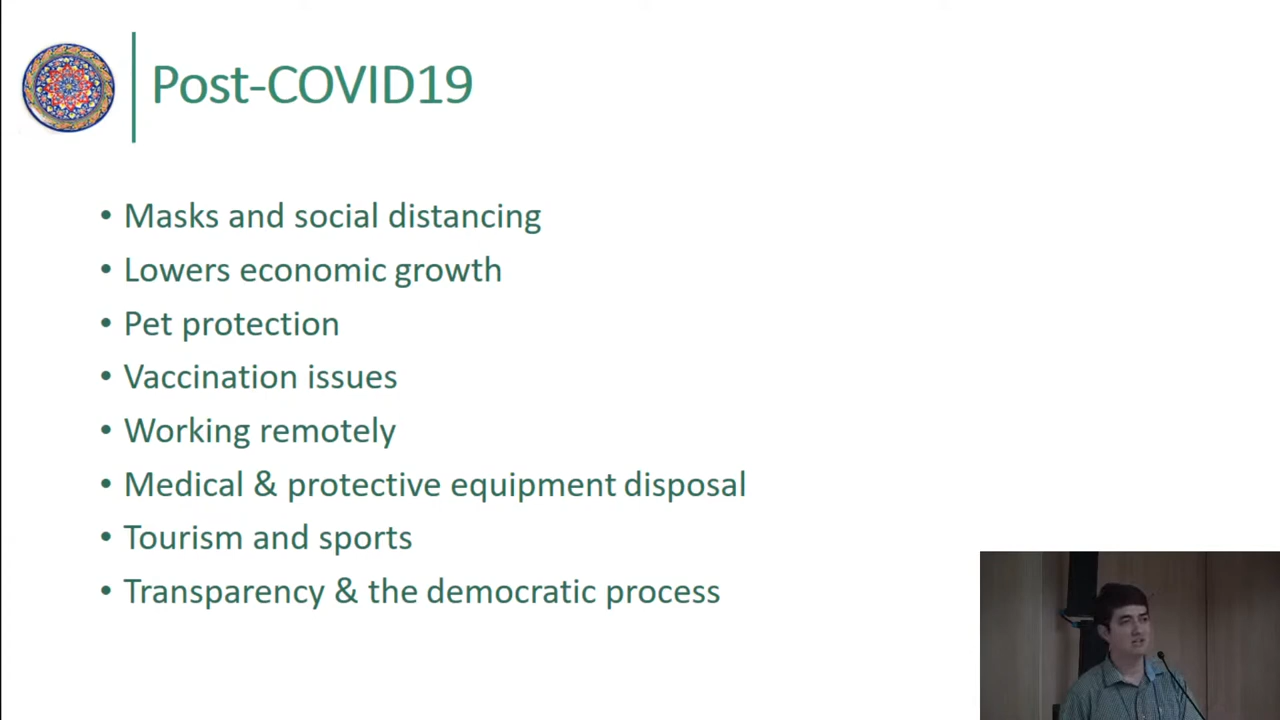 Post-COVID19
• Masks and social distancing
• Lowers economic growth
• Pet protection
• Vaccination issues
• Working remotely
• Medical & protective equipment disposal
• Tourism and sports
• Transparency & the democratic process